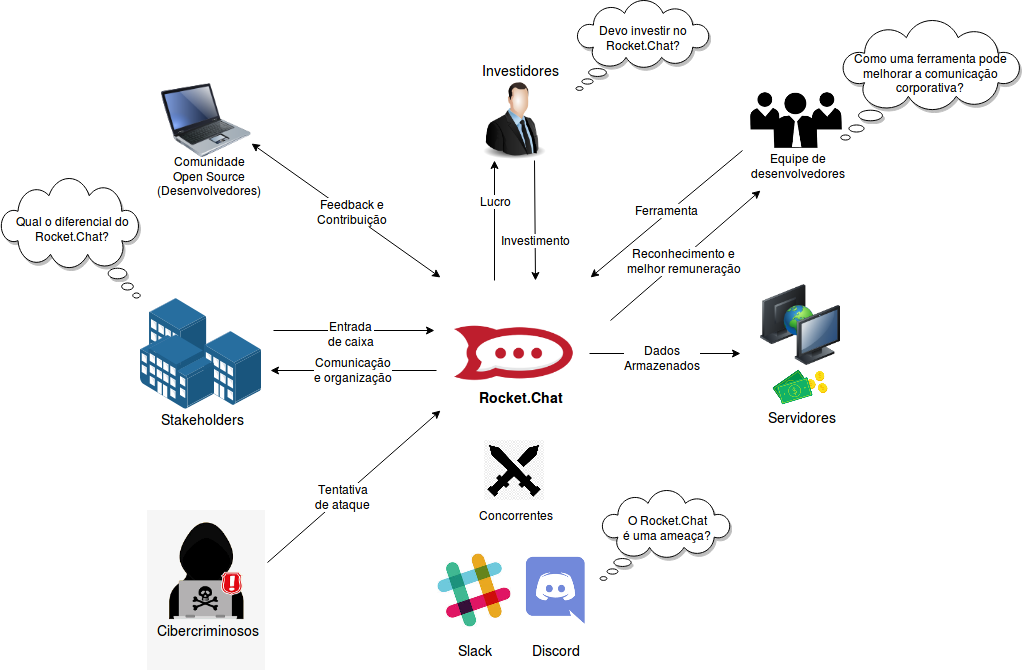 Devo investir no
Rocket.Chat?
Como uma ferramenta pode
melhorar a comunicação
corporativa?
Investidores
Comunidade
Open Source
(Desenvolvedores)
Equipe de
desenvolvedores
Qual o diferencial do
Rocket.Chat?
Feedback e
Contribuição
Lucro
Investimento
Ferramenta
Reconhecimento e
melhor remuneração
Entrada
de caixa
Comunicação
e organização
Dados
Armazenados
Rocket.Chat
Stakeholders
Servidores
Tentativa
de ataque
Concorrentes
O Rocket.Chat
é uma ameaça?
Cibercriminosos
Slack
Discord